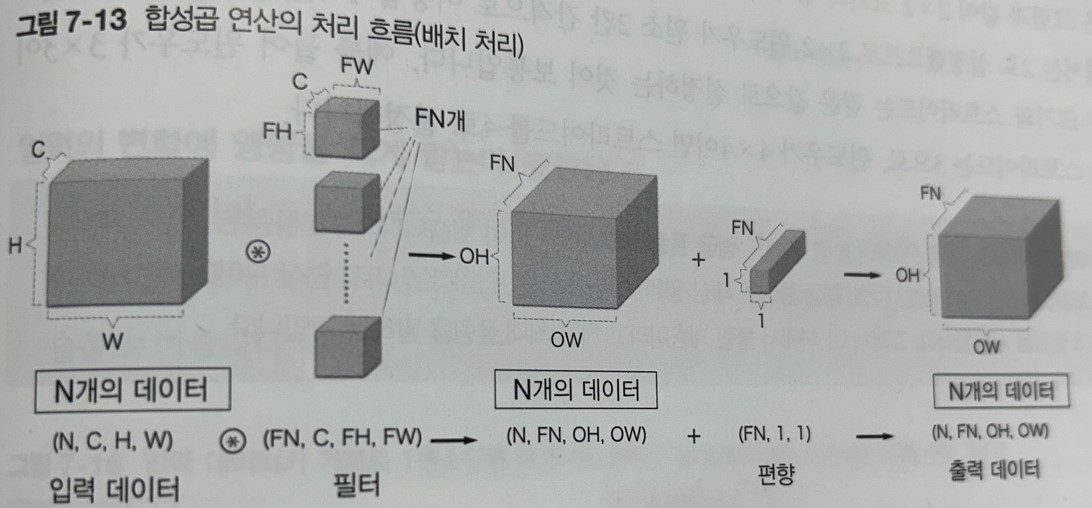 그림 7-13 합성곱 연산의 처리 흐름(배치 처리)
C
H
W
C
FW
FH
FN개
FN
OH
OW
+
FN
1
1
FN
OH
OW
N개의 데이터
N개의 데이터
N개의 데이터
(N, C, H, W) ⊛ (FN, C, FH, FW) → (N, FN, OH, OW) + (FN, 1, 1) → (N, FN, OH, OW)
입력 데이터 필터 편향 출력 데이터